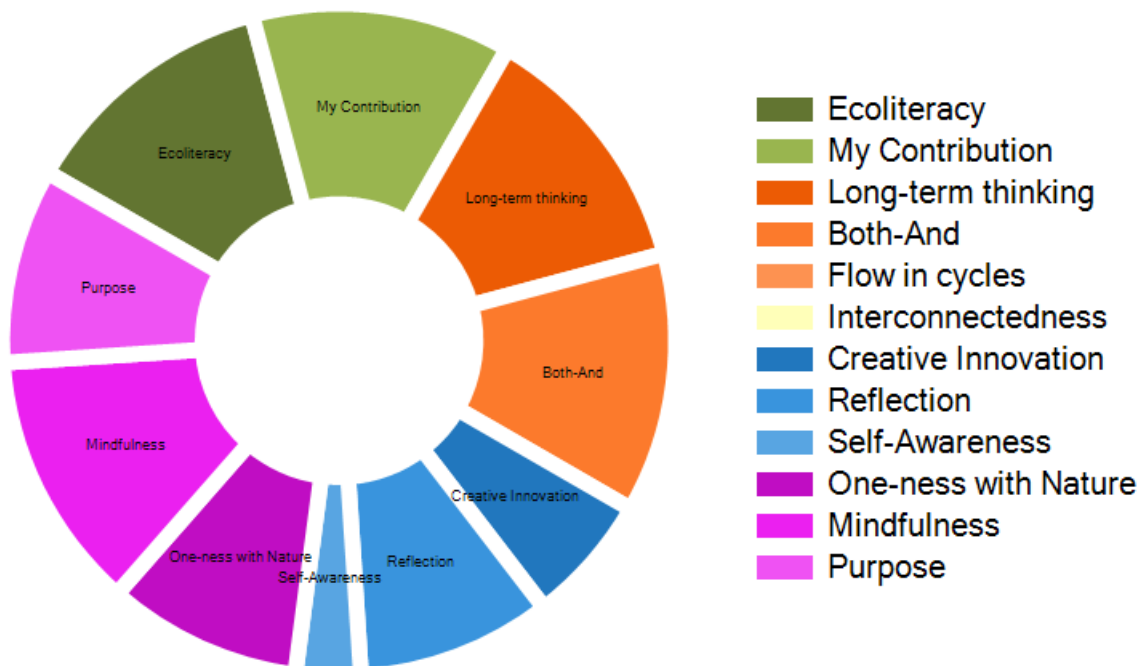 My Contribution
Ecoliteracy
Long-term thinking
Purpose
Both-And
Mindfulness
Creative Innovation
One-ness with Nature
Reflection
Self-Awareness
Ecoliteracy
My Contribution
Long-term thinking
Both-And
Flow in cycles
Interconnectedness
Creative Innovation
Reflection
Self-Awareness
One-ness with Nature
Mindfulness
Purpose